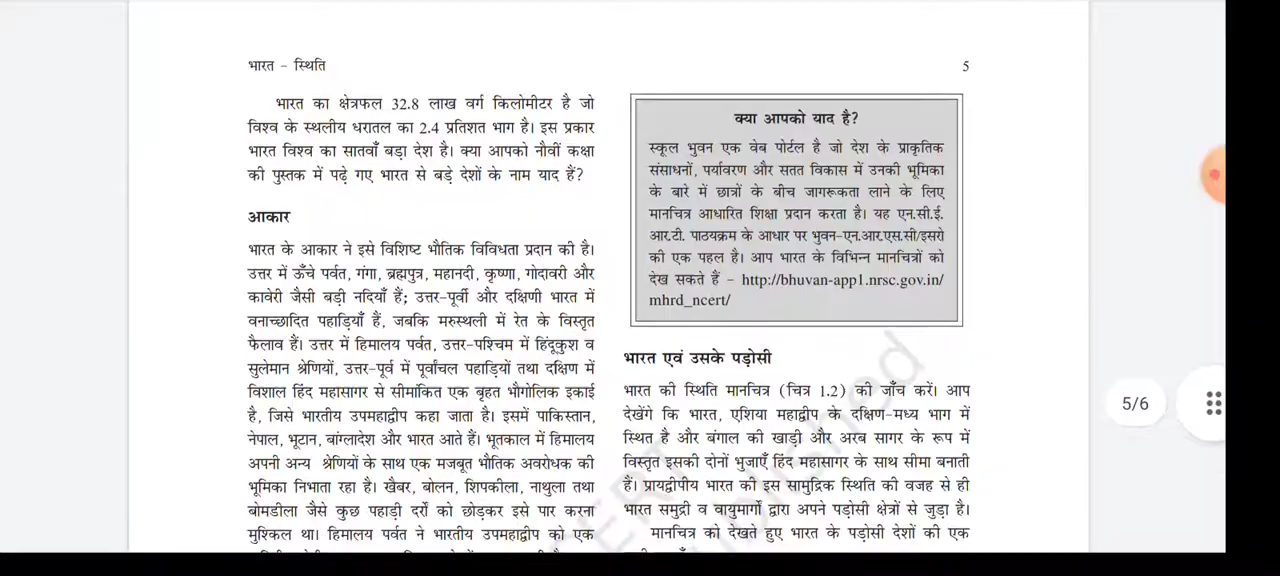 भारत – स्थिति
5
भारत का क्षेत्रफल 32.8 लाख वर्ग किलोमीटर है जो
विश्व के स्थलीय धरातल का 2.4 प्रतिशत भाग है। इस प्रकार
भारत विश्व का सातवाँ बड़ा देश है। क्या आपको नौवीं कक्षा
की पुस्तक में पढ़े गए भारत से बड़े देशों के नाम याद हैं?
आकार
भारत के आकार ने इसे विशिष्ट भौतिक विविधता प्रदान की है।
उत्तर में ऊँचे पर्वत, गंगा, ब्रह्मपुत्र, महानदी, कृष्णा, गोदावरी और
कावेरी जैसी बड़ी नदियाँ हैं; उत्तर-पूर्वी और दक्षिणी भारत में
वनाच्छादित पहाड़ियाँ हैं, जबकि मरुस्थली में रेत के विस्तृत
फैलाव हैं। उत्तर में हिमालय पर्वत, उत्तर-पश्चिम में हिंदूकुश व
सुलेमान श्रेणियों, उत्तर-पूर्व में पूर्वांचल पहाड़ियों तथा दक्षिण में
विशाल हिंद महासागर से सीमांकित एक बृहत भौगोलिक इकाई
है, जिसे भारतीय उपमहाद्वीप कहा जाता है। इसमें पाकिस्तान,
नेपाल, भूटान, बांग्लादेश और भारत आते हैं। भूतकाल में हिमालय
अपनी अन्य श्रेणियों के साथ एक मजबूत भौतिक अवरोधक की
भूमिका निभाता रहा है। खैबर, बोलन, शिपकीला, नाथुला तथा
बोमडीला जैसे कुछ पहाड़ी दर्रों को छोड़कर इसे पार करना
मुश्किल था। हिमालय पर्वत ने भारतीय उपमहाद्वीप को एक
क्या आपको याद है?
स्कूल भुवन एक वेब पोर्टल है जो देश के प्राकृतिक
संसाधनों, पर्यावरण और सतत विकास में उनकी भूमिका
के बारे में छात्रों के बीच जागरूकता लाने के लिए
मानचित्र आधारित शिक्षा प्रदान करता है। यह एन.सी.ई.
आर.टी. पाठयक्रम के आधार पर भुवन-एन.आर.एस.सी/इसरो
की एक पहल है। आप भारत के विभिन्न मानचित्रों को
देख सकते हैं – http://bhuvan-app1.nrsc.gov.in/
mhrd_ncert/
भारत एवं उसके पड़ोसी
भारत की स्थिति मानचित्र (चित्र 1.2) की जाँच करें। आप
देखेंगे कि भारत, एशिया महाद्वीप के दक्षिण-मध्य भाग में
स्थित है और बंगाल की खाड़ी और अरब सागर के रूप में
विस्तृत इसकी दोनों भुजाएँ हिंद महासागर के साथ सीमा बनाती
हैं। प्रायद्वीपीय भारत की इस सामुद्रिक स्थिति की वजह से ही
भारत समुद्री व वायुमार्गों द्वारा अपने पड़ोसी क्षेत्रों से जुड़ा है।
मानचित्र को देखते हुए भारत के पड़ोसी देशों की एक
5/6